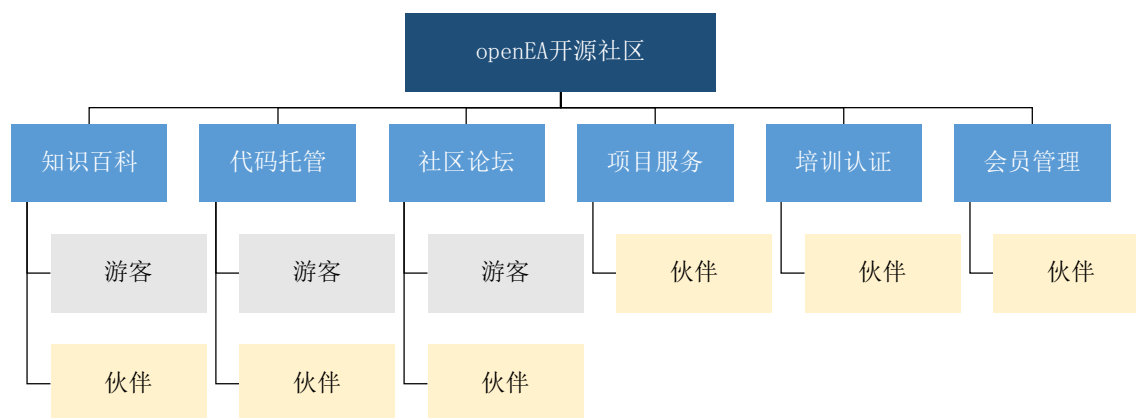 openEA开源社区
知识百科
代码托管
社区论坛
项目服务
培训认证
会员管理
游客
游客
游客
伙伴
伙伴
伙伴
伙伴
伙伴
伙伴